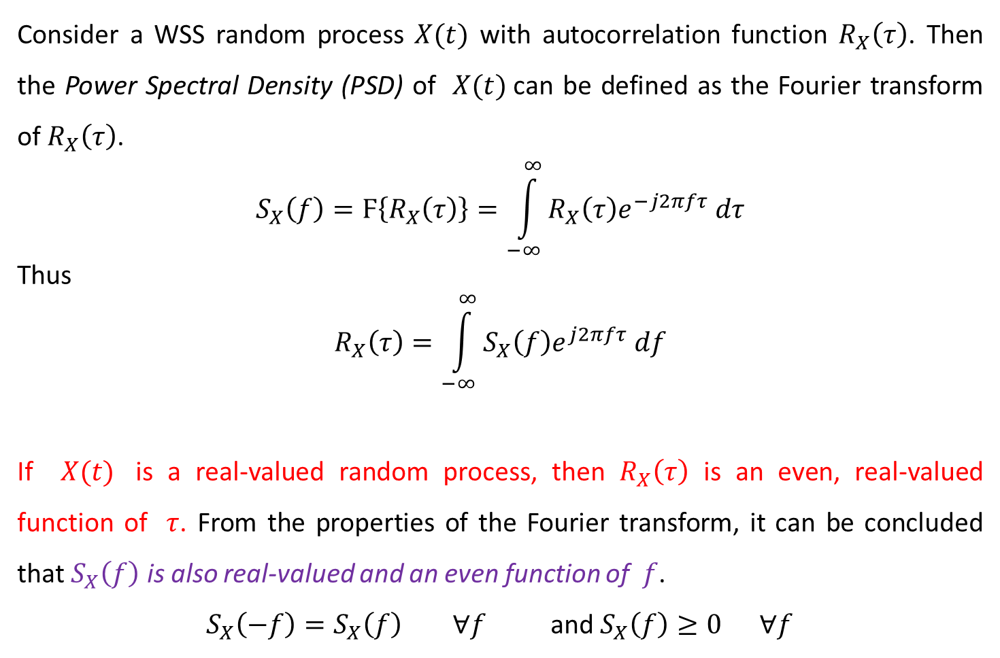 Consider a WSS random process X(t) with autocorrelation function R_X(τ). Then
the Power Spectral Density (PSD) of X(t) can be defined as the Fourier transform
of R_X(τ).
S_X(f) = F{R_X(τ)} = ∫_{−∞}^{∞} R_X(τ)e^{−j2πfτ} dτ
Thus
R_X(τ) = ∫_{−∞}^{∞} S_X(f)e^{j2πfτ} df
If X(t) is a real-valued random process, then R_X(τ) is an even, real-valued
function of τ. From the properties of the Fourier transform, it can be concluded
that S_X(f) is also real-valued and an even function of f.
S_X(−f) = S_X(f) ∀f and S_X(f) ≥ 0 ∀f